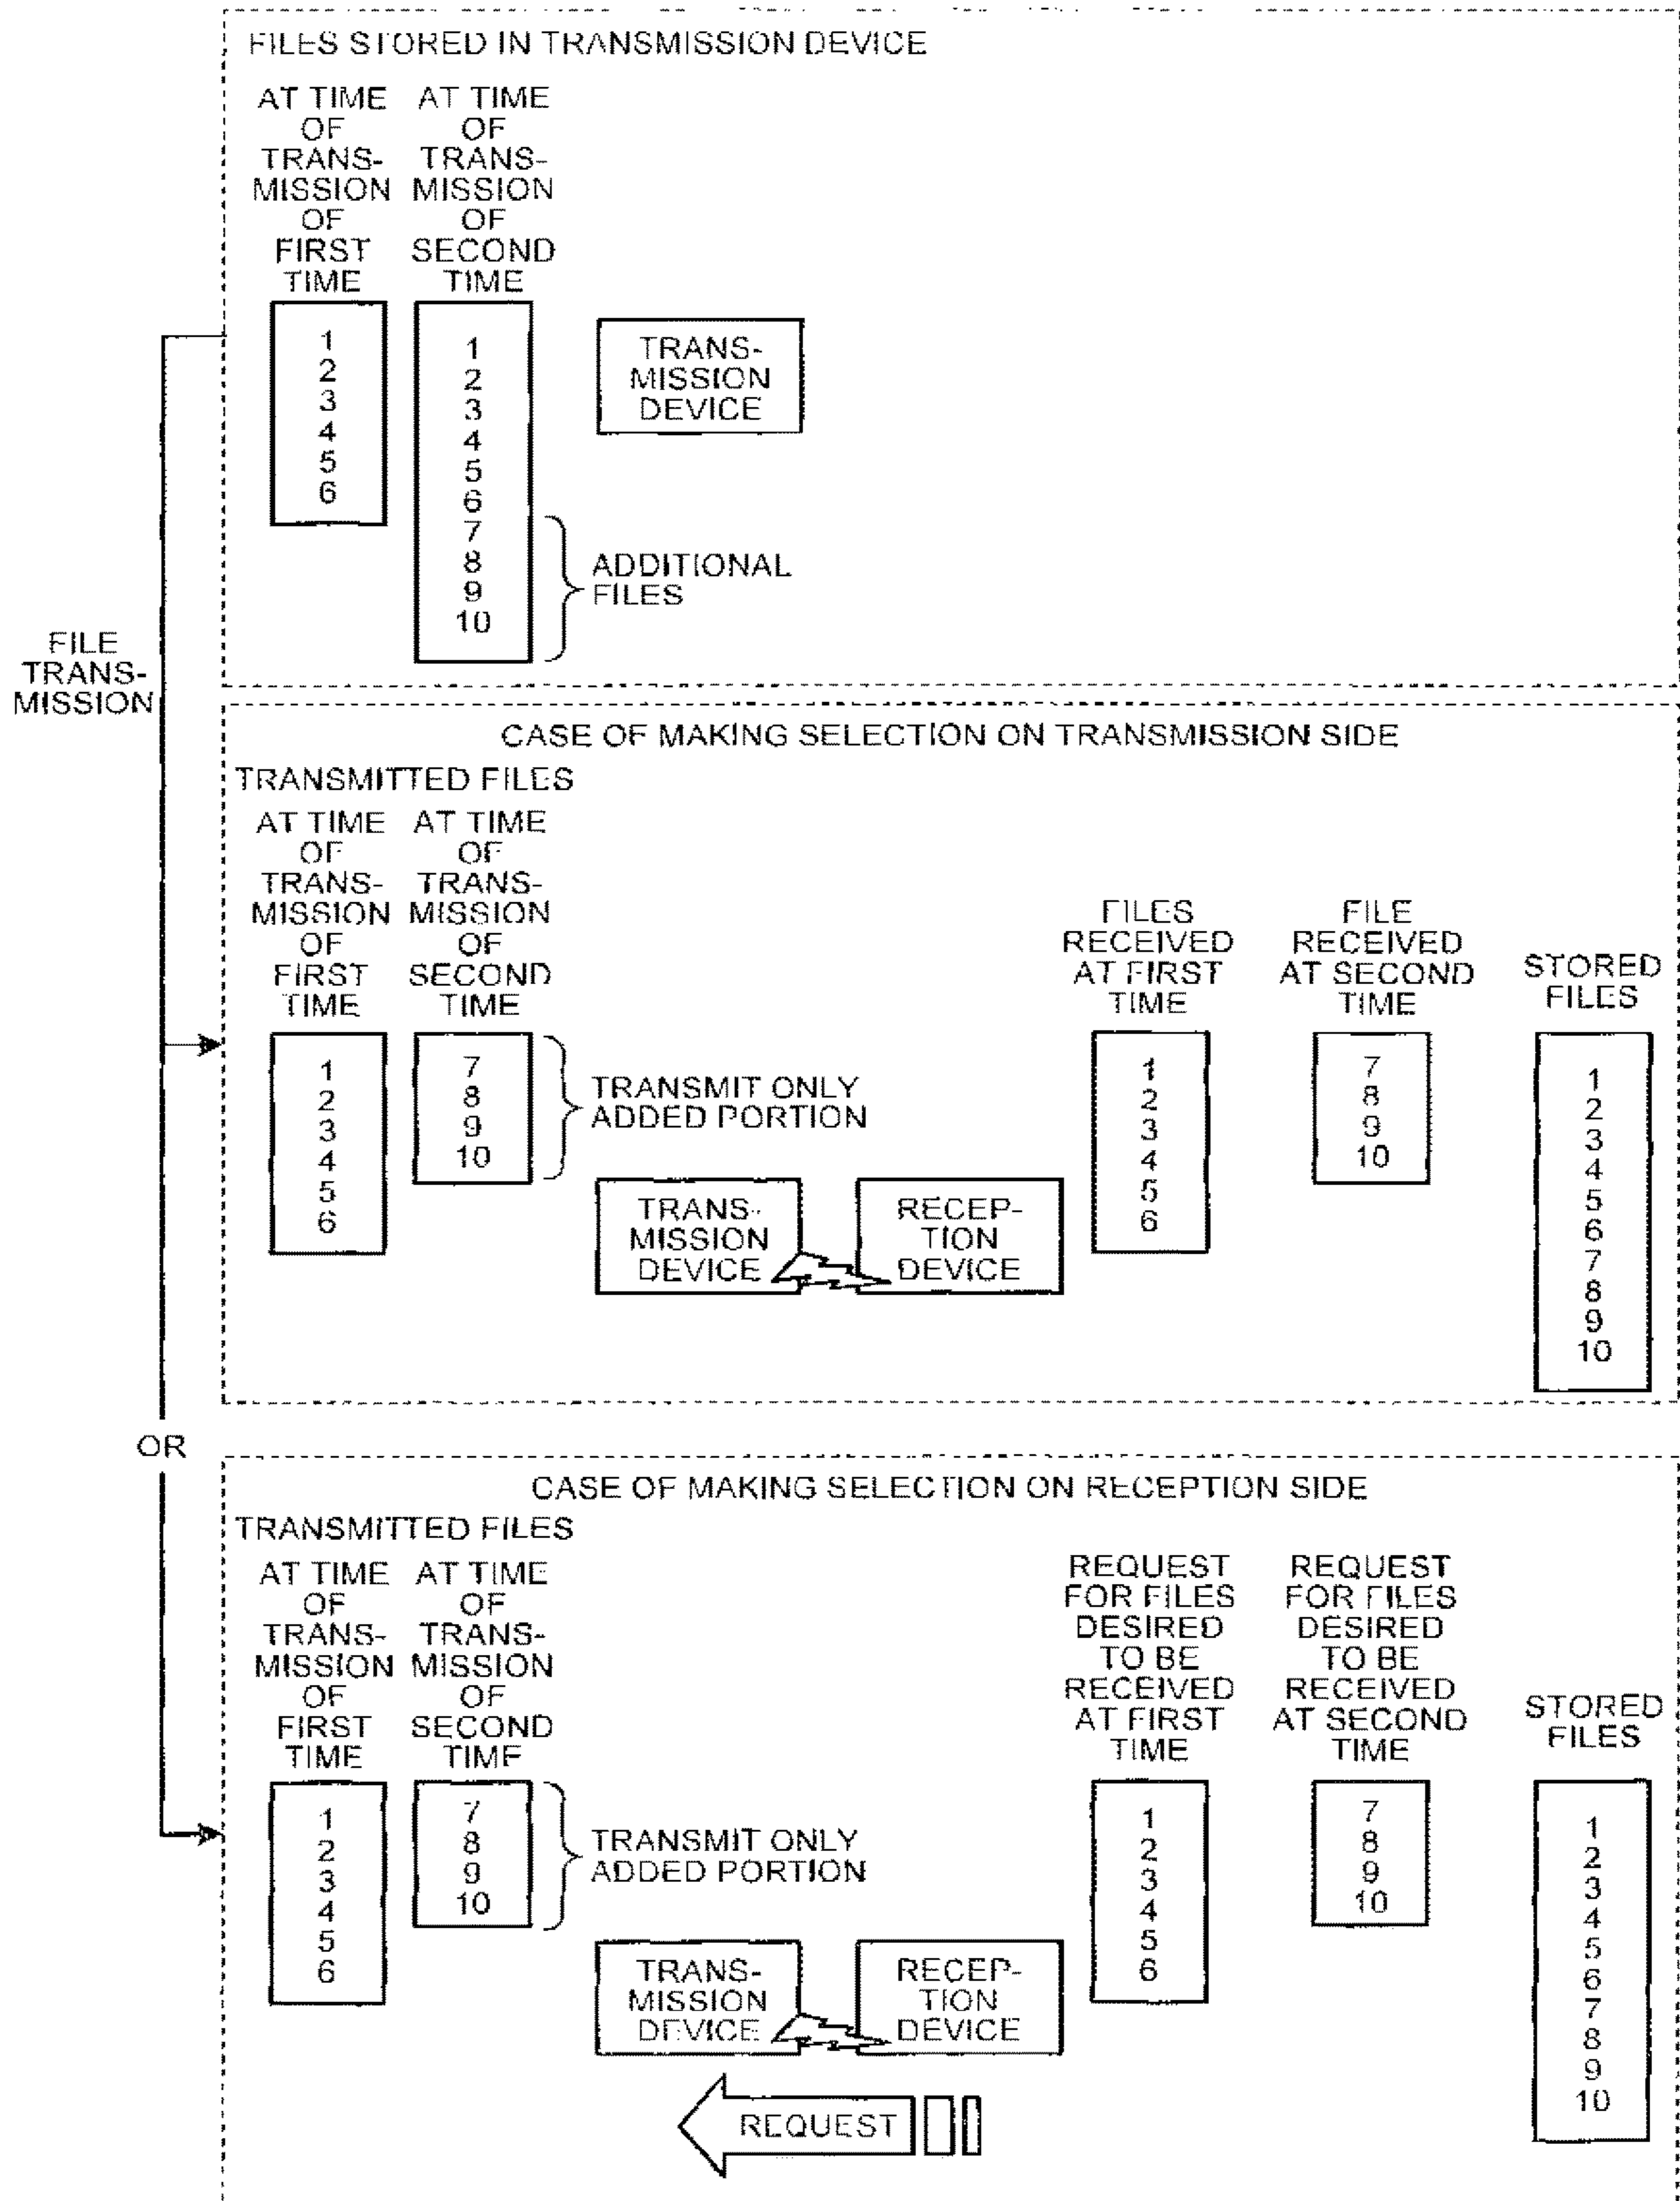 FILES STORED IN TRANSMISSION DEVICE
AT TIME
OF
TRANS-
MISSION
OF
FIRST
TIME
AT TIME
OF
TRANS-
MISSION
OF
SECOND
TIME
1
2
3
4
5
6
1
2
3
4
5
6
7
8
9
10
TRANS-
MISSION
DEVICE
ADDITIONAL
FILES
FILE
TRANS-
MISSION
CASE OF MAKING SELECTION ON TRANSMISSION SIDE
TRANSMITTED FILES
AT TIME
OF
TRANS-
MISSION
OF
FIRST
TIME
AT TIME
OF
TRANS-
MISSION
OF
SECOND
TIME
1
2
3
4
5
6
7
8
9
10
TRANSMIT ONLY
ADDED PORTION
TRANS-
MISSION
DEVICE
RECEP-
TION
DEVICE
FILES
RECEIVED
AT FIRST
TIME
1
2
3
4
5
6
FILE
RECEIVED
AT SECOND
TIME
7
8
9
10
STORED
FILES
1
2
3
4
5
6
7
8
9
10
OR
CASE OF MAKING SELECTION ON RECEPTION SIDE
TRANSMITTED FILES
AT TIME
OF
TRANS-
MISSION
OF
FIRST
TIME
AT TIME
OF
TRANS-
MISSION
OF
SECOND
TIME
1
2
3
4
5
6
7
8
9
10
TRANSMIT ONLY
ADDED PORTION
TRANS-
MISSION
DEVICE
RECEP-
TION
DEVICE
REQUEST
REQUEST
FOR FILES
DESIRED
TO BE
RECEIVED
AT FIRST
TIME
1
2
3
4
5
6
REQUEST
FOR FILES
DESIRED
TO BE
RECEIVED
AT SECOND
TIME
7
8
9
10
STORED
FILES
1
2
3
4
5
6
7
8
9
10